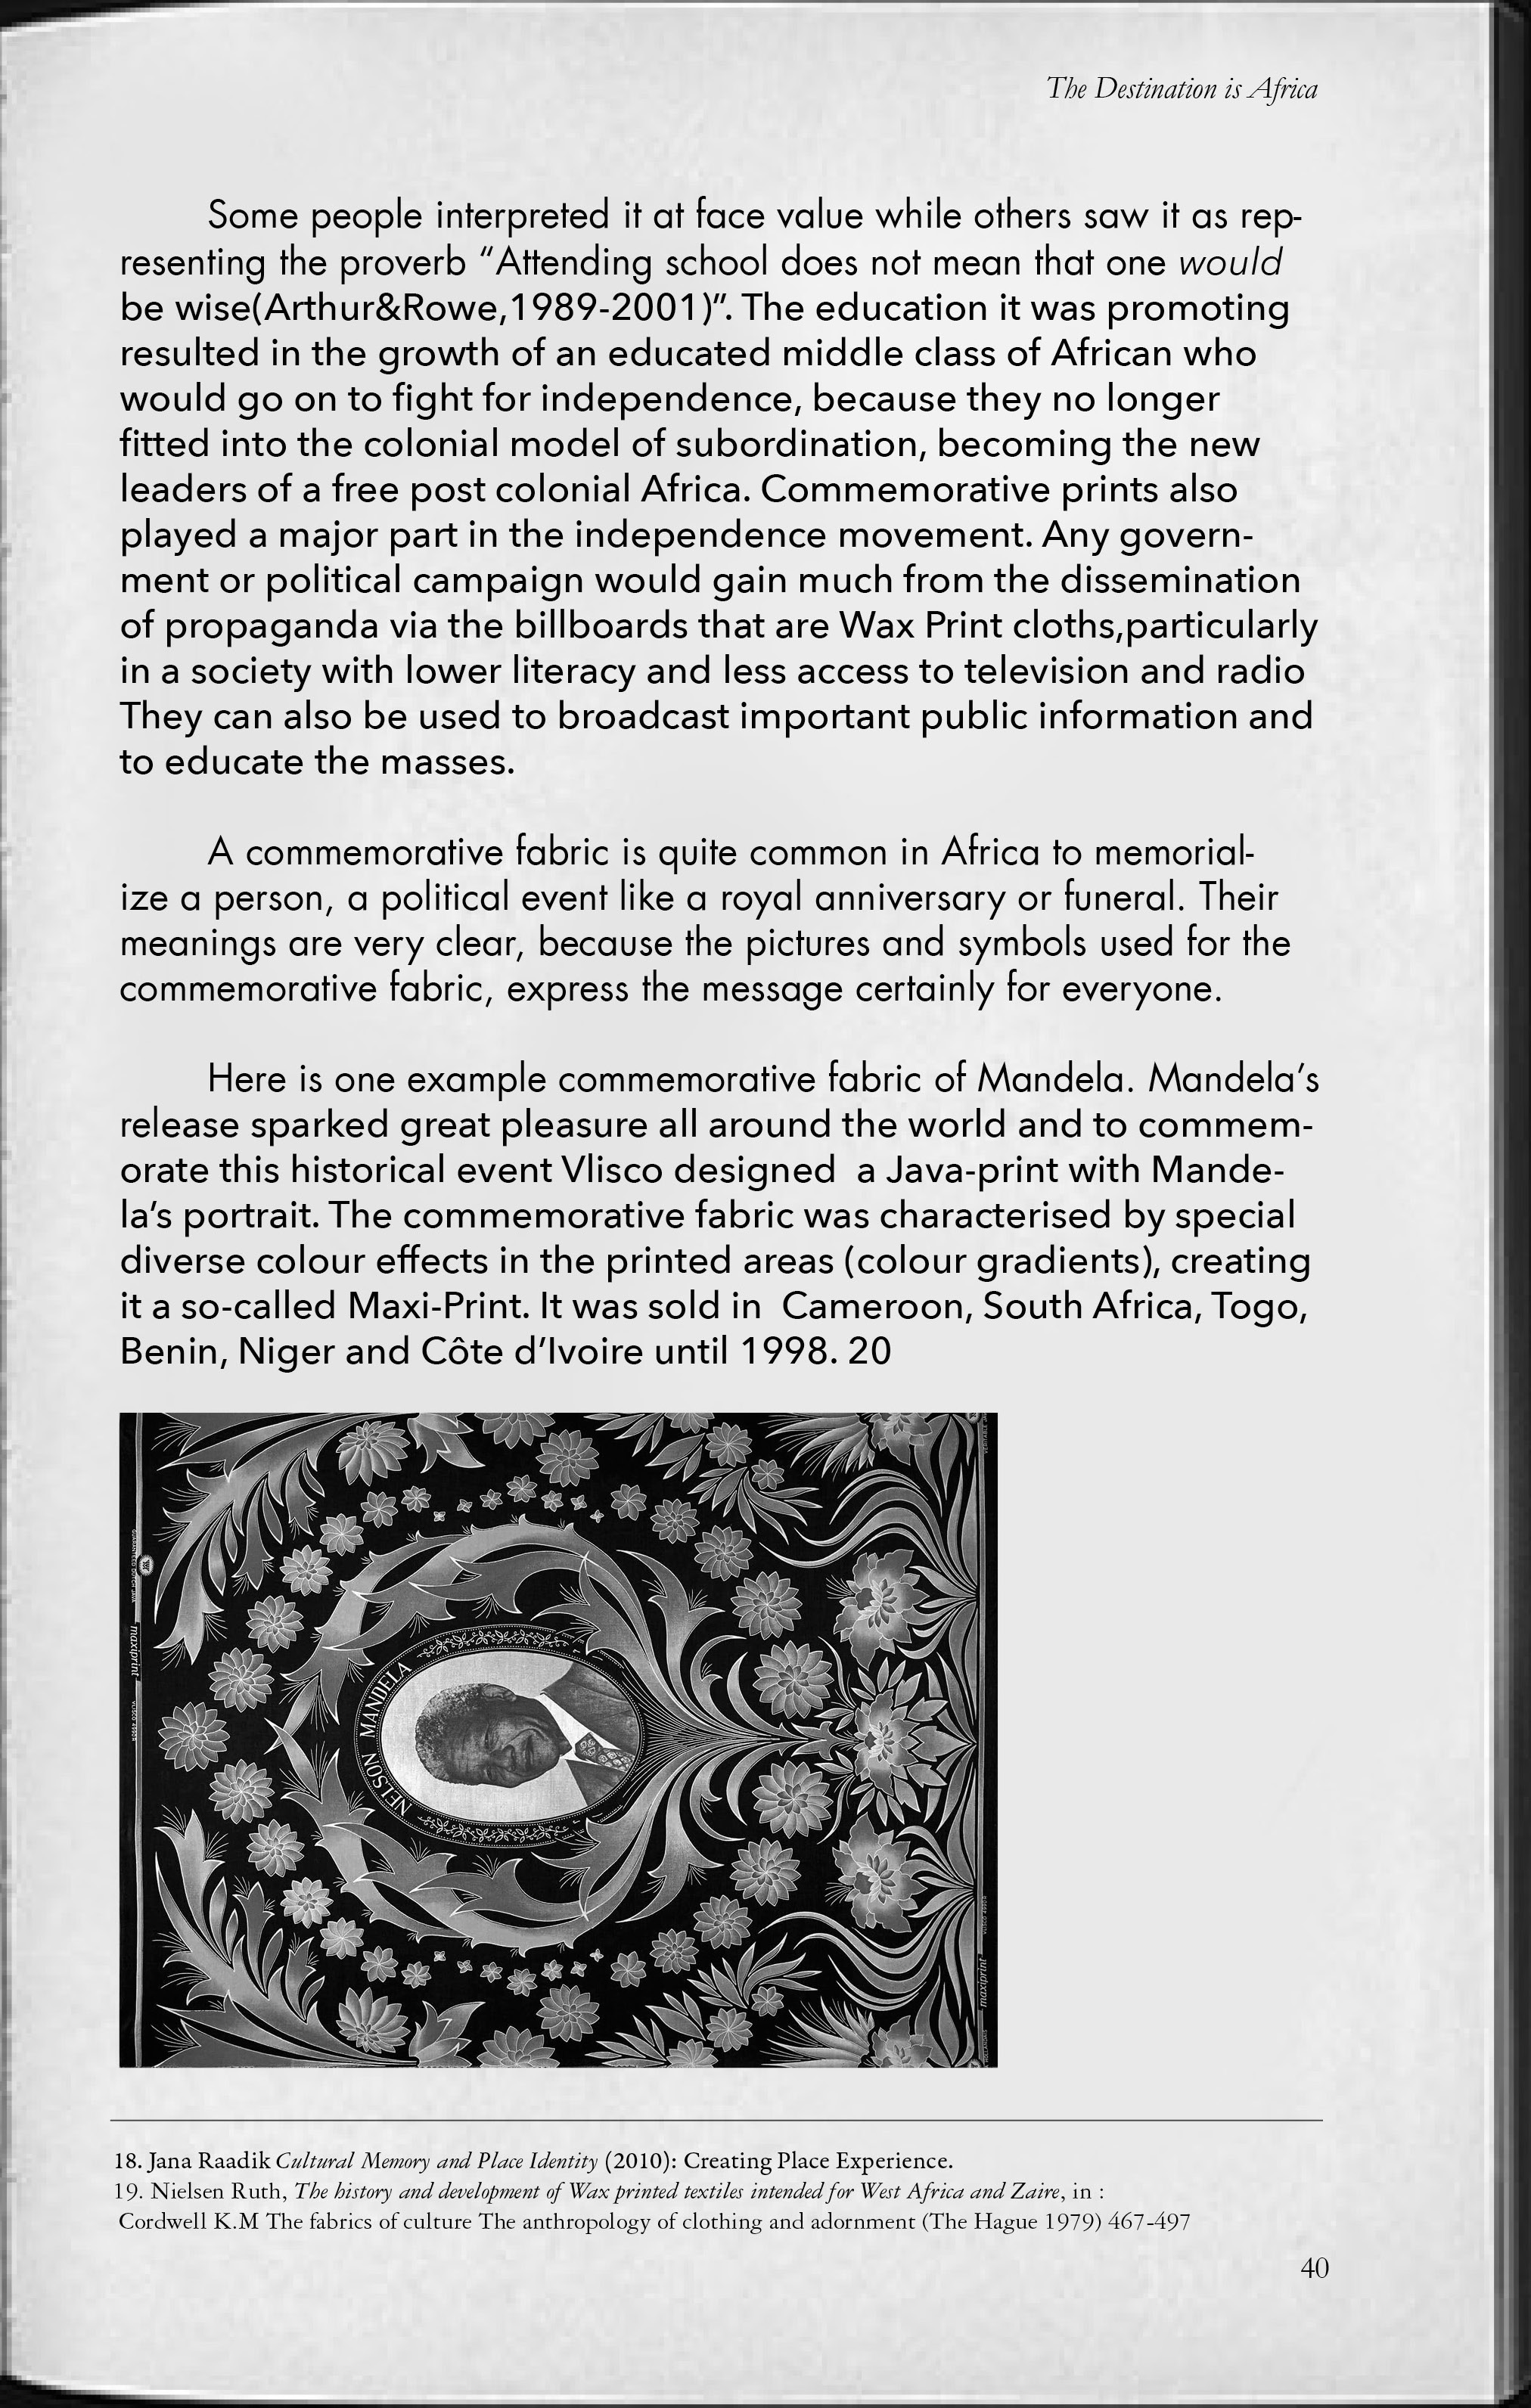 The Destination is Africa
Some people interpreted it at face value while others saw it as rep-
resenting the proverb “Attending school does not mean that one would
be wise(Arthur&Rowe,1989-2001)”. The education it was promoting
resulted in the growth of an educated middle class of African who
would go on to fight for independence, because they no longer
fitted into the colonial model of subordination, becoming the new
leaders of a free post colonial Africa. Commemorative prints also
played a major part in the independence movement. Any govern-
ment or political campaign would gain much from the dissemination
of propaganda via the billboards that are Wax Print cloths,particularly
in a society with lower literacy and less access to television and radio
They can also be used to broadcast important public information and
to educate the masses.
A commemorative fabric is quite common in Africa to memorial-
ize a person, a political event like a royal anniversary or funeral. Their
meanings are very clear, because the pictures and symbols used for the
commemorative fabric, express the message certainly for everyone.
Here is one example commemorative fabric of Mandela. Mandela’s
release sparked great pleasure all around the world and to commem-
orate this historical event Vlisco designed  a Java-print with Mande-
la’s portrait. The commemorative fabric was characterised by special
diverse colour effects in the printed areas (colour gradients), creating
it a so-called Maxi-Print. It was sold in  Cameroon, South Africa, Togo,
Benin, Niger and Côte d’Ivoire until 1998. 20
GUARANTEED DUTCH JAVA
maxiprint
NELSON MANDELA
maxiprint
18. Jana Raadik Cultural Memory and Place Identity (2010): Creating Place Experience.
19. Nielsen Ruth, The history and development of Wax printed textiles intended for West Africa and Zaire, in :
Cordwell K.M The fabrics of culture The anthropology of clothing and adornment (The Hague 1979) 467-497
40